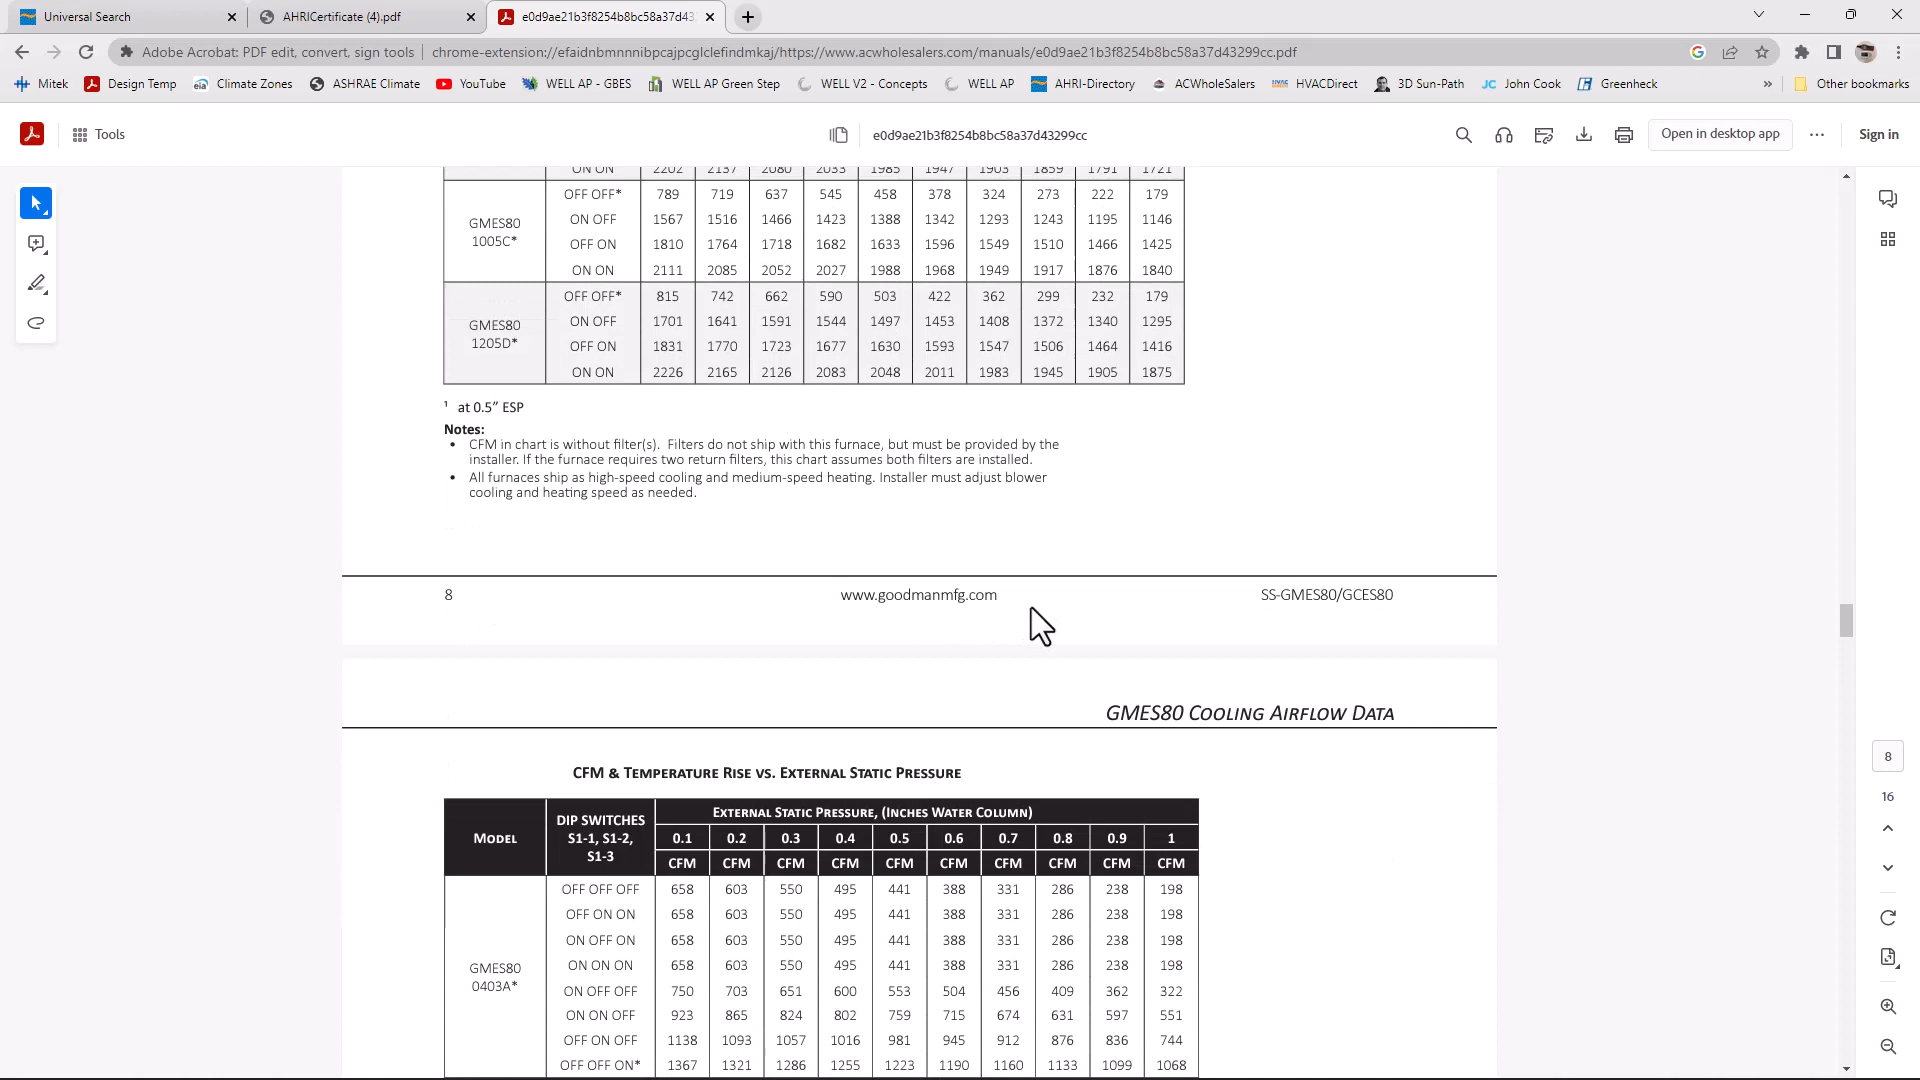 Universal Search
AHRICertificate (4).pdf
e0d9ae21b3f8254b8bc58a37d43
Adobe Acrobat: PDF edit, convert, sign tools | chrome-extension://efaidnbmnnnibpcajpcglclefindmkaj/https://www.acwholesalers.com/manuals/e0d9ae21b3f8254b8bc58a37d43299cc.pdf
Mitek Design Temp Climate Zones ASHRAE Climate YouTube WELL AP - GBES WELL AP Green Step WELL V2 - Concepts WELL AP AHRI-Directory ACWholeSalers HVACDirect 3D Sun-Path John Cook Greenheck » Other bookmarks
Tools
e0d9ae21b3f8254b8bc58a37d43299cc
Open in desktop app
Sign in
ON ON 2202 2137 2080 2033 1985 1947 1903 1859 1791 1721
GMES80 1005C*
OFF OFF* 789 719 637 545 458 378 324 273 222 179
ON OFF 1567 1516 1466 1423 1388 1342 1293 1243 1195 1146
OFF ON 1810 1764 1718 1682 1633 1596 1549 1510 1466 1425
ON ON 2111 2085 2052 2027 1988 1968 1949 1917 1876 1840
GMES80 1205D*
OFF OFF* 815 742 662 590 503 422 362 299 232 179
ON OFF 1701 1641 1591 1544 1497 1453 1408 1372 1340 1295
OFF ON 1831 1770 1723 1677 1630 1593 1547 1506 1464 1416
ON ON 2226 2165 2126 2083 2048 2011 1983 1945 1905 1875
¹ at 0.5" ESP
Notes:
• CFM in chart is without filter(s). Filters do not ship with this furnace, but must be provided by the
installer. If the furnace requires two return filters, this chart assumes both filters are installed.
• All furnaces ship as high-speed cooling and medium-speed heating. Installer must adjust blower
cooling and heating speed as needed.
8 www.goodmanmfg.com SS-GMES80/GCES80
GMES80 Cooling Airflow Data
CFM & Temperature Rise vs. External Static Pressure
Model
DIP SWITCHES
S1-1, S1-2,
S1-3
External Static Pressure, (Inches Water Column)
0.1 0.2 0.3 0.4 0.5 0.6 0.7 0.8 0.9 1
CFM CFM CFM CFM CFM CFM CFM CFM CFM CFM
GMES80
0403A*
OFF OFF OFF 658 603 550 495 441 388 331 286 238 198
OFF ON ON 658 603 550 495 441 388 331 286 238 198
ON OFF ON 658 603 550 495 441 388 331 286 238 198
ON ON ON 658 603 550 495 441 388 331 286 238 198
ON OFF OFF 750 703 651 600 553 504 456 409 362 322
ON ON OFF 923 865 824 802 759 715 674 631 597 551
OFF ON OFF 1138 1093 1057 1016 981 945 912 876 836 744
OFF OFF ON* 1367 1321 1286 1255 1223 1190 1160 1133 1099 1068
8
16